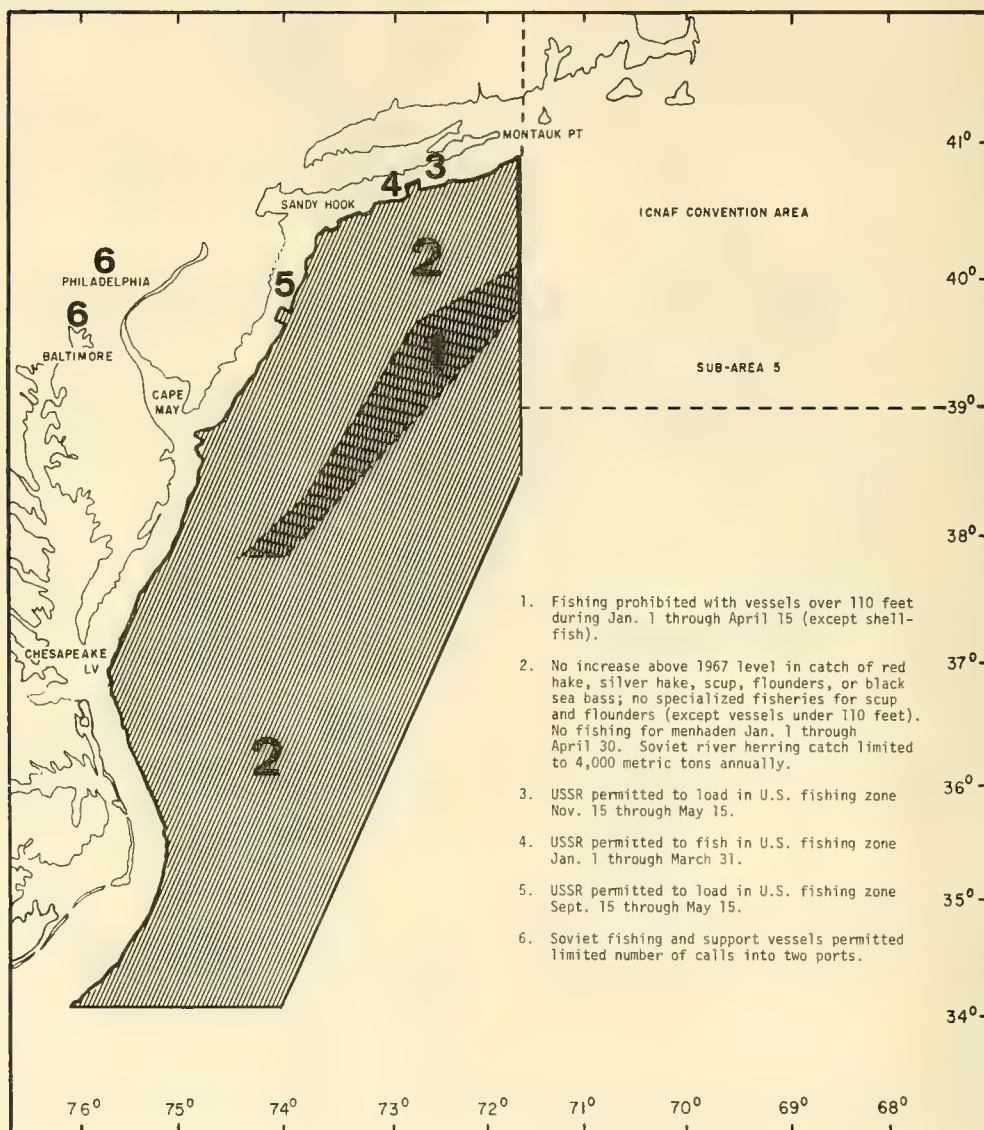 MONTAUK PT
41°
3
4
SANDY HOOK
ICNAF CONVENTION AREA
2
6
PHILADELPHIA
5
40°
6
BALTIMORE
1
SUB-AREA 5
CAPE
MAY
39°
38°
1. Fishing prohibited with vessels over 110 feet
during Jan. 1 through April 15 (except shell-
fish).
CHESAPEAKE
LV
37°
2. No increase above 1967 level in catch of red
hake, silver hake, scup, flounders, or black
sea bass; no specialized fisheries for scup
and flounders (except vessels under 110 feet).
No fishing for menhaden Jan. 1 through
April 30. Soviet river herring catch limited
to 4,000 metric tons annually.
2
36°
3. USSR permitted to load in U.S. fishing zone
Nov. 15 through May 15.
4. USSR permitted to fish in U.S. fishing zone
Jan. 1 through March 31.
5. USSR permitted to load in U.S. fishing zone
Sept. 15 through May 15.
35°
6. Soviet fishing and support vessels permitted
limited number of calls into two ports.
34°
76° 75° 74° 73° 72° 71° 70° 69° 68°